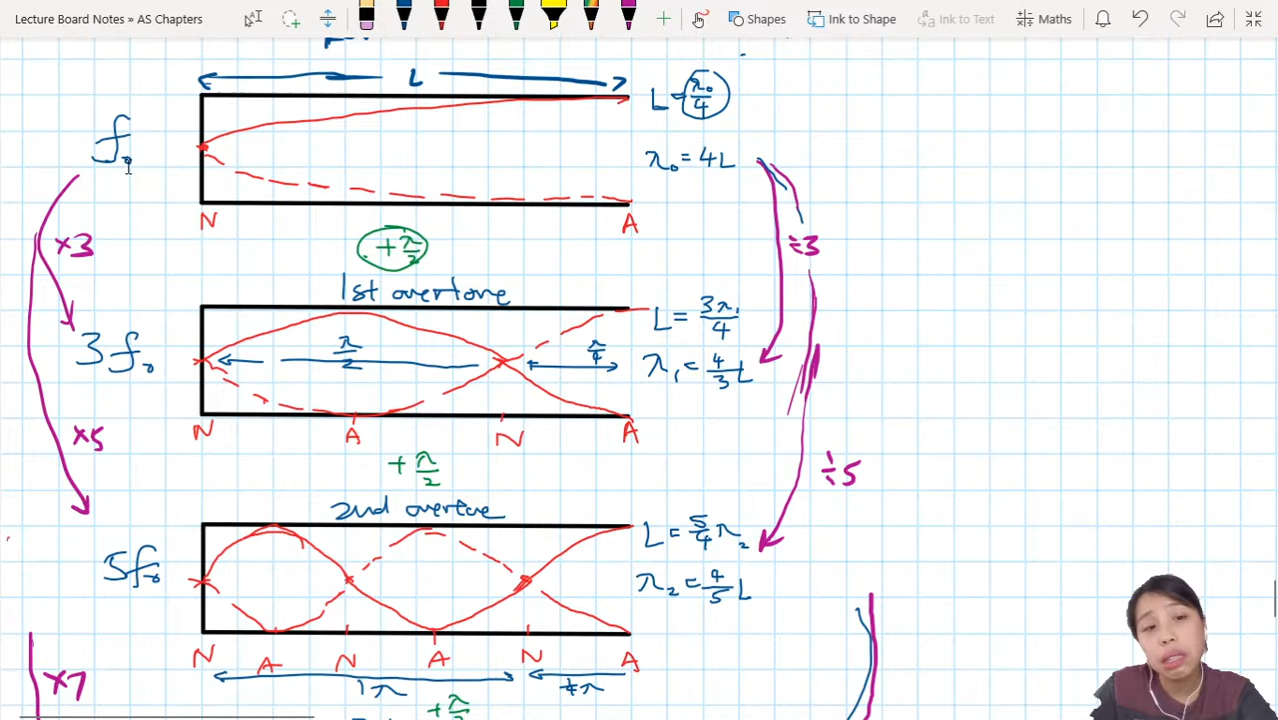 Lecture Board Notes » AS Chapters
Shapes
Ink to Shape
Ink to Text
Maths
L
L = λ₀/4
f₀
λ₀ = 4L
N A
×3
+ λ/2
÷3
1st overtone
L = 3λ₁/4
3f₀
λ/2
λ/4
λ₁ = 4/3 L
N A N A
×5
+ λ/2
÷5
2nd overtone
L = 5/4 λ₂
5f₀
λ₂ = 4/5 L
N A N A N A
1λ
¼λ
×7
+ λ/2